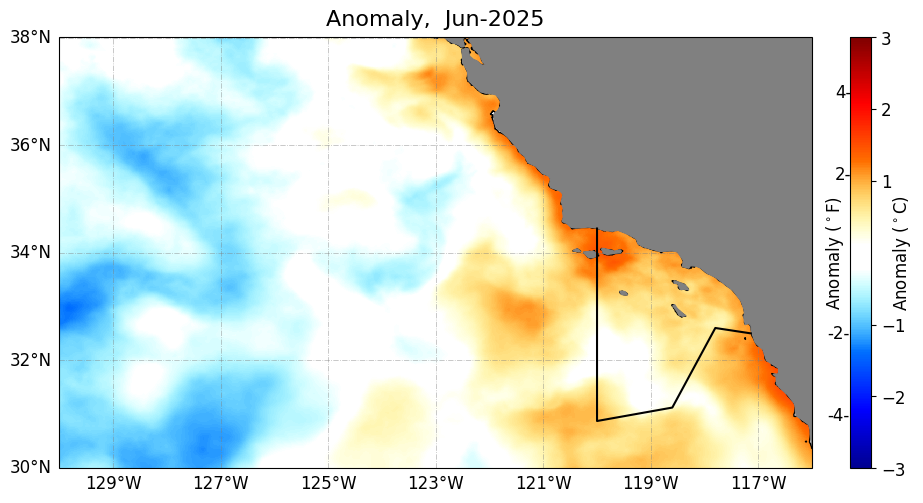 Anomaly,  Jun-2025
38°N
36°N
34°N
32°N
30°N
129°W
127°W
125°W
123°W
121°W
119°W
117°W
4-
2-
-2-
-4-
Anomaly (°F)
3
2
1
−1
−2
−3
Anomaly (°C)